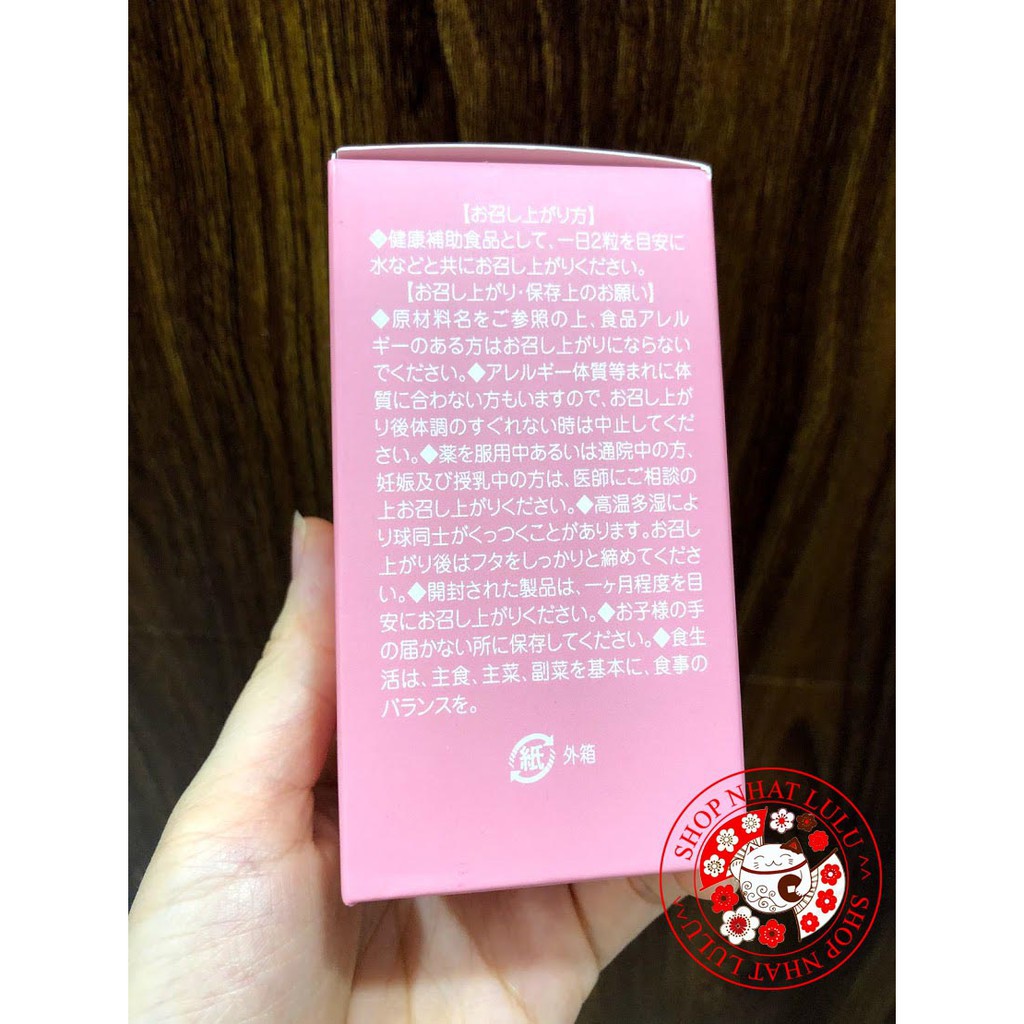 【お召し上がり方】
◆健康補助食品として、一日2粒を目安に
水などと共にお召し上がりください。
【お召し上がり・保存上のお願い】
◆原材料名をご参照の上、食品アレル
ギーのある方はお召し上がりにならない
でください。◆アレルギー体質等まれに体
質に合わない方もいますので、お召し上が
り後体調のすぐれない時は中止してくだ
さい。◆薬を服用中あるいは通院中の方、
妊娠及び授乳中の方は、医師にご相談の
上お召し上がりください。◆高温多湿によ
り球同士がくっつくことがあります。お召し
上がり後はフタをしっかりと締めてくださ
い。◆開封された製品は、一ヶ月程度を目
安にお召し上がりください。◆お子様の手
の届かない所に保存してください。◆食生
活は、主食、主菜、副菜を基本に、食事の
バランスを。
紙 外箱
SHOP NHAT LULU
SHOP NHAT LULU